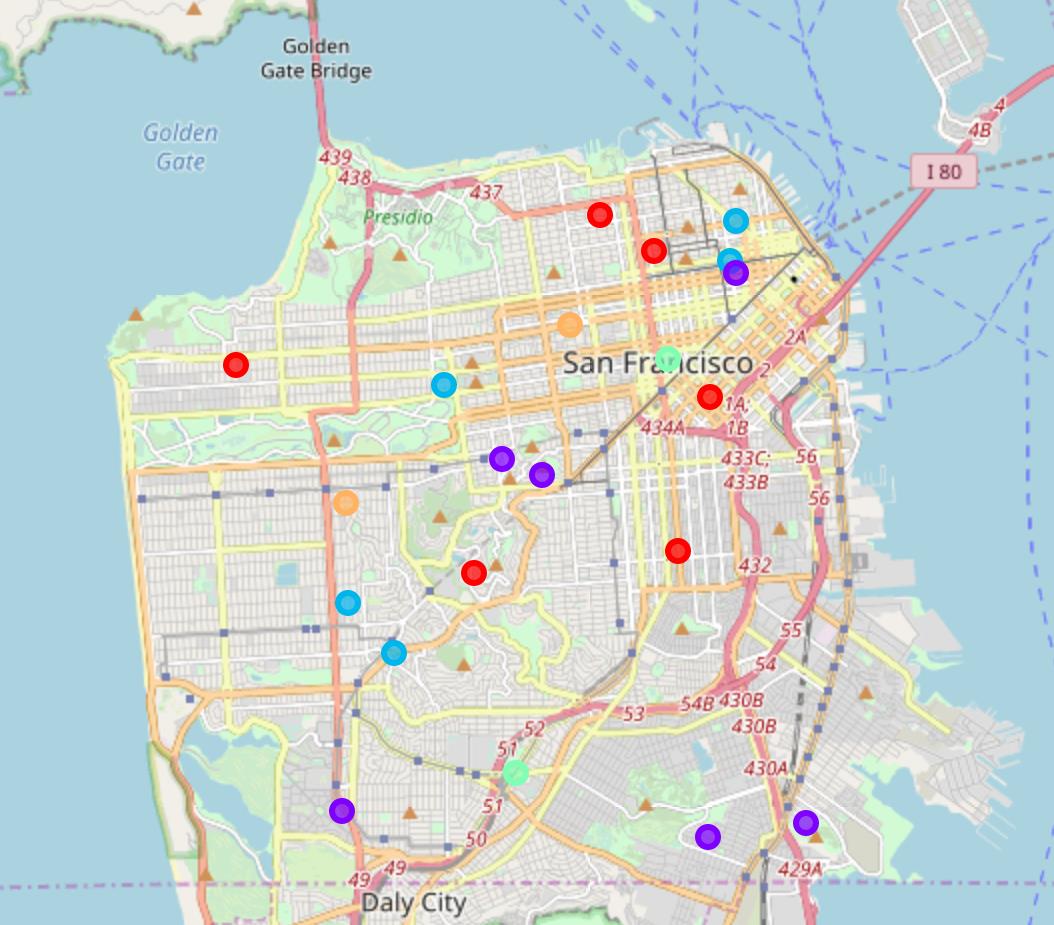 Golden
Gate Bridge
4
4B
Golden
Gate
439
438
437
I 80
Presidio
2A
San Francisco
2
1A;
1B
434A
433C;
433B
56
56
432
55
54
54B
430B
53
430B
52
51
430A
51
50
49
49
429A
Daly City